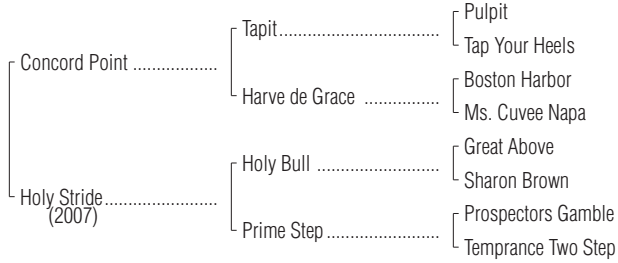 Pulpit
Tapit
Tap Your Heels
Concord Point
Boston Harbor
Harve de Grace
Ms. Cuvee Napa
Great Above
Holy Bull
Sharon Brown
Holy Stride
(2007)
Prospectors Gamble
Prime Step
Temprance Two Step